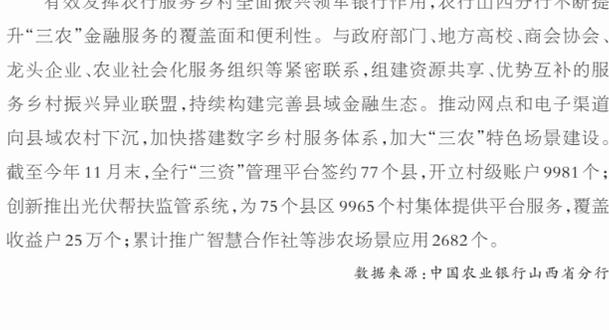 有效发挥农行服务乡村全面振兴领军银行作用,农行山西分行不断提
升“三农”金融服务的覆盖面和便利性。与政府部门、地方高校、商会协会、
龙头企业、农业社会化服务组织等紧密联系,组建资源共享、优势互补的服
务乡村振兴异业联盟,持续构建完善县域金融生态。推动网点和电子渠道
向县域农村下沉,加快搭建数字乡村服务体系,加大“三农”特色场景建设。
截至今年11月末,全行“三资”管理平台签约77个县,开立村级账户9981个;
创新推出光伏帮扶监管系统,为75个县区9965个村集体提供平台服务,覆盖
收益户25万个;累计推广智慧合作社等涉农场景应用2682个。
数据来源:中国农业银行山西省分行